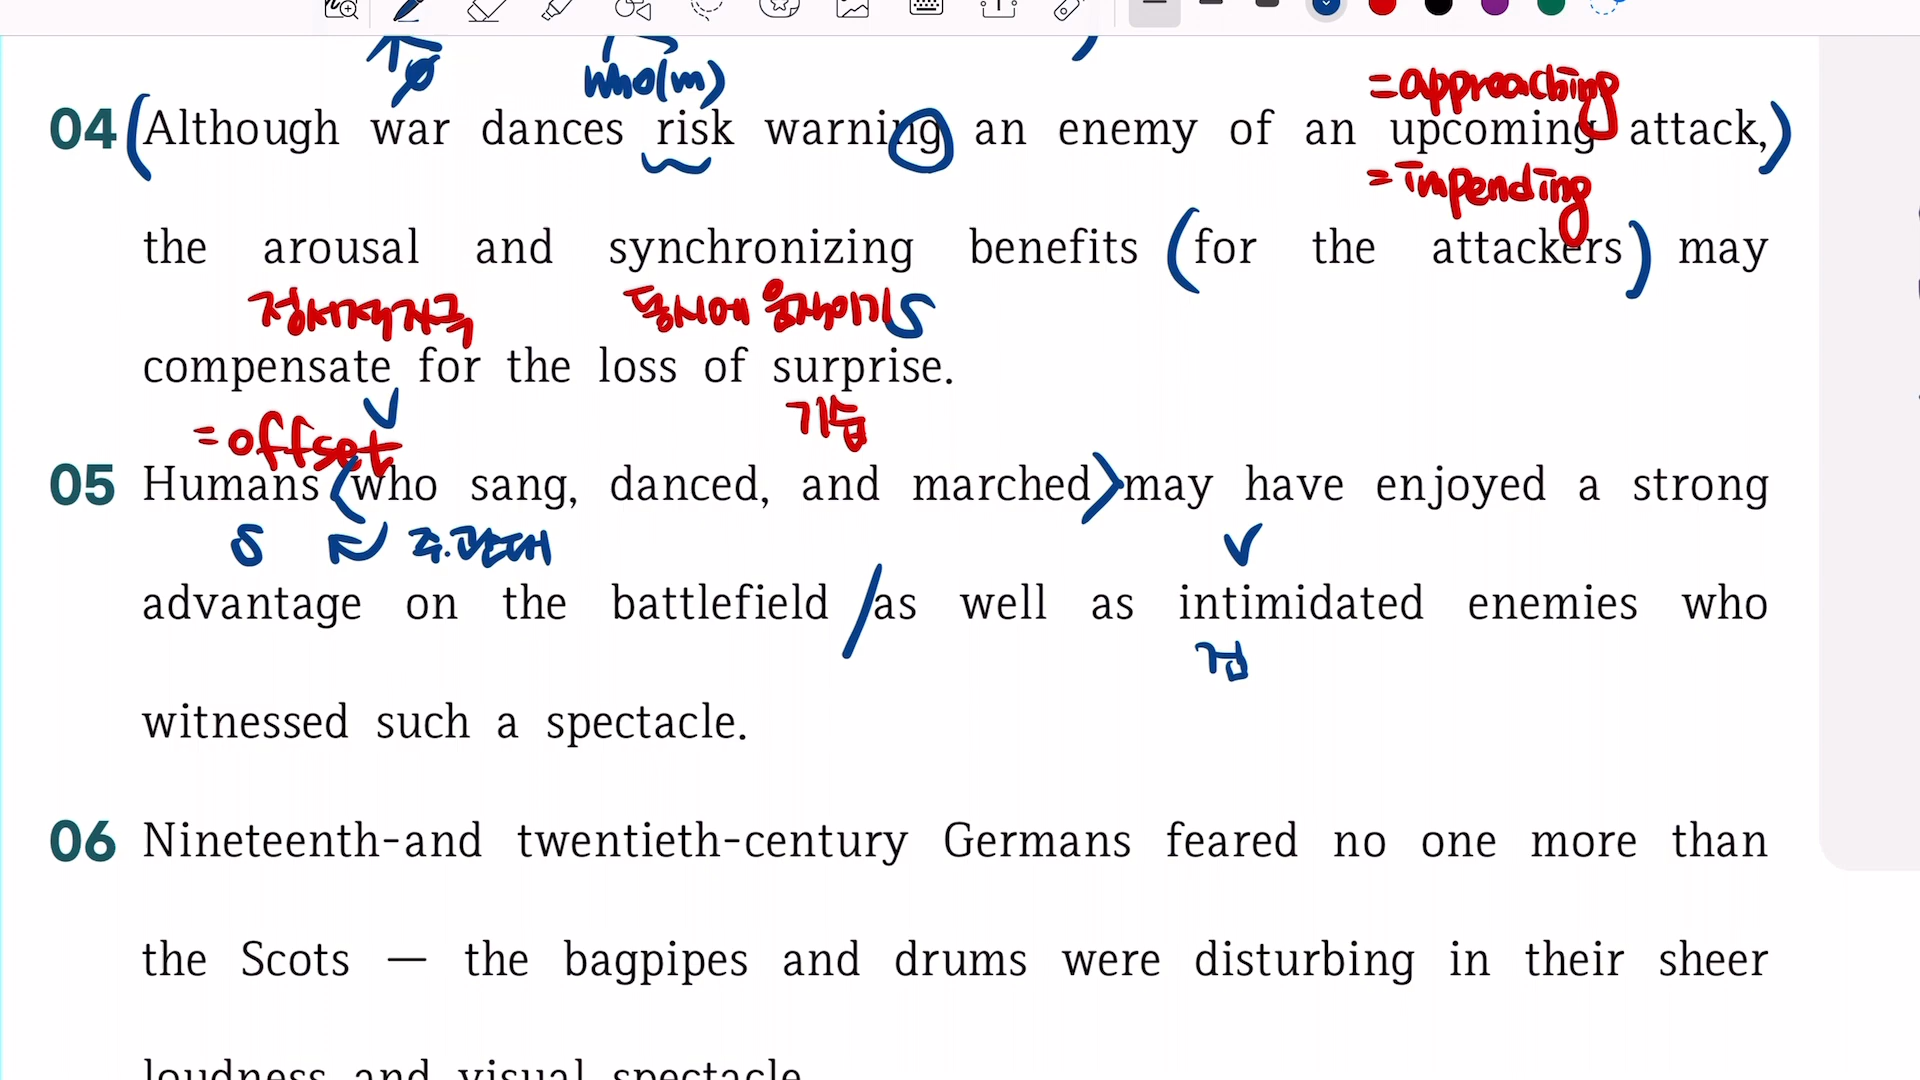 who(m)
= approaching
04 Although war dances risk warning an enemy of an upcoming attack,
= impending
the arousal and synchronizing benefits (for the attackers) may
정서적 자극 동시에 움직이기 S
compensate for the loss of surprise.
V
= offset 기습
05 Humans who sang, danced, and marched may have enjoyed a strong
S 주.관대 V
advantage on the battlefield / as well as intimidated enemies who
겁
witnessed such a spectacle.
06 Nineteenth-and twentieth-century Germans feared no one more than
the Scots — the bagpipes and drums were disturbing in their sheer
loudness and visual spectacle.